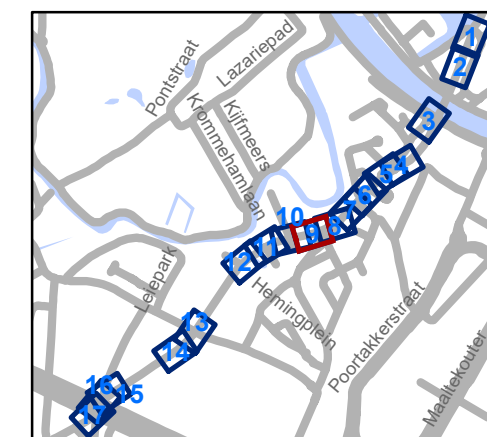 1
2
3
Pontstraat
Lazariepad
Kijfmeers
Krommehamlaan
4
5
6
7
8
9
10
11
12
Leiepark
Hemingplein
Poortakkerstraat
Maaltekouter
13
14
15
16
17